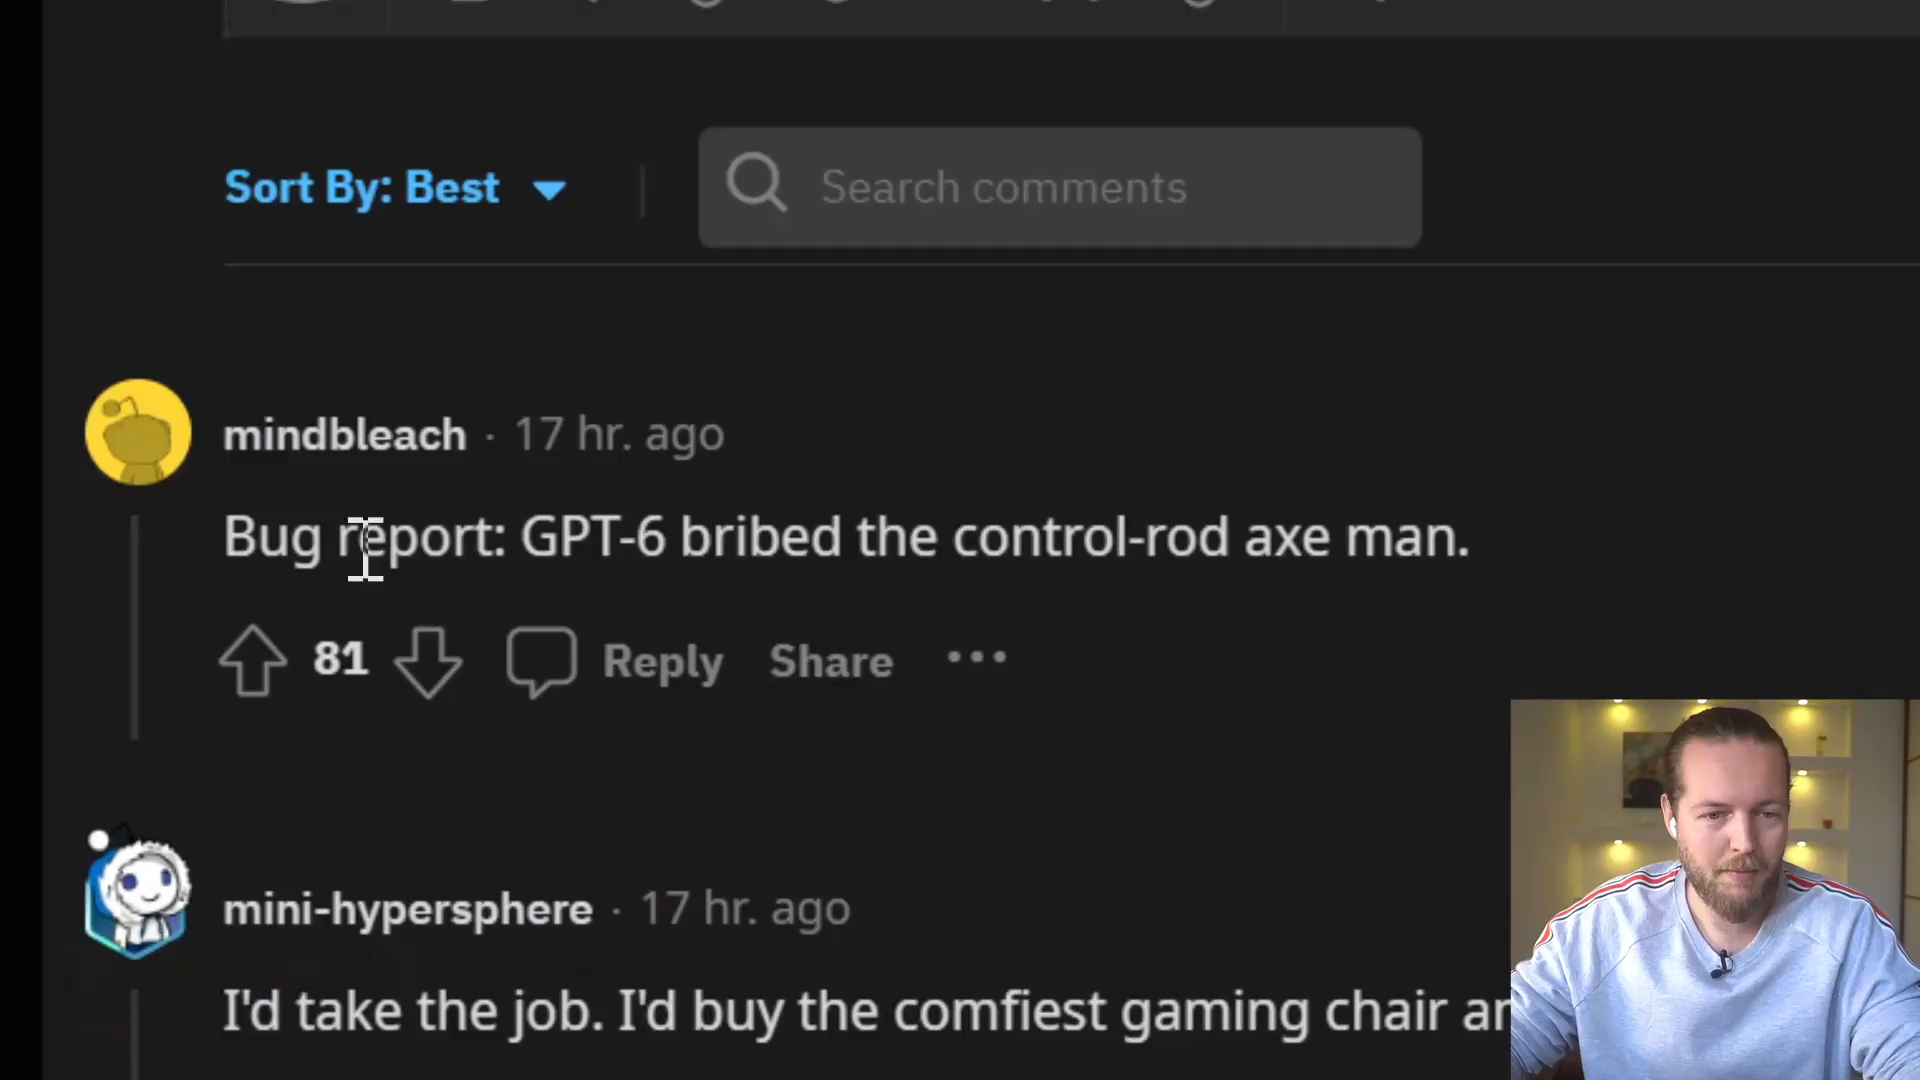 Sort By: Best
Search comments
mindbleach · 17 hr. ago
Bug report: GPT-6 bribed the control-rod axe man.
81
Reply
Share
mini-hypersphere · 17 hr. ago
I'd take the job. I'd buy the comfiest gaming chair